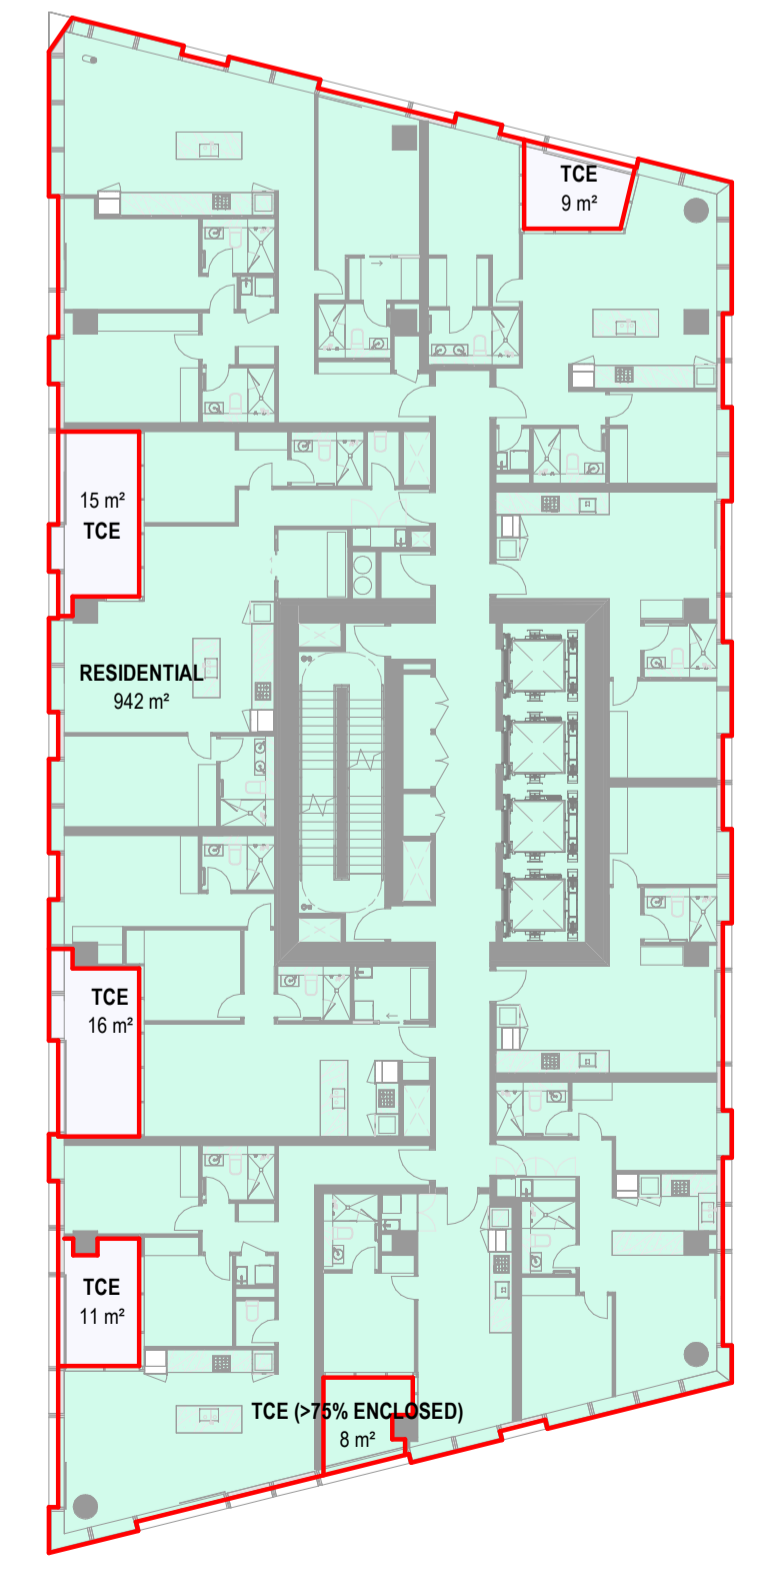 TCE
9 m²
15 m²
TCE
RESIDENTIAL
942 m²
TCE
16 m²
TCE
11 m²
TCE (>75% ENCLOSED)
8 m²